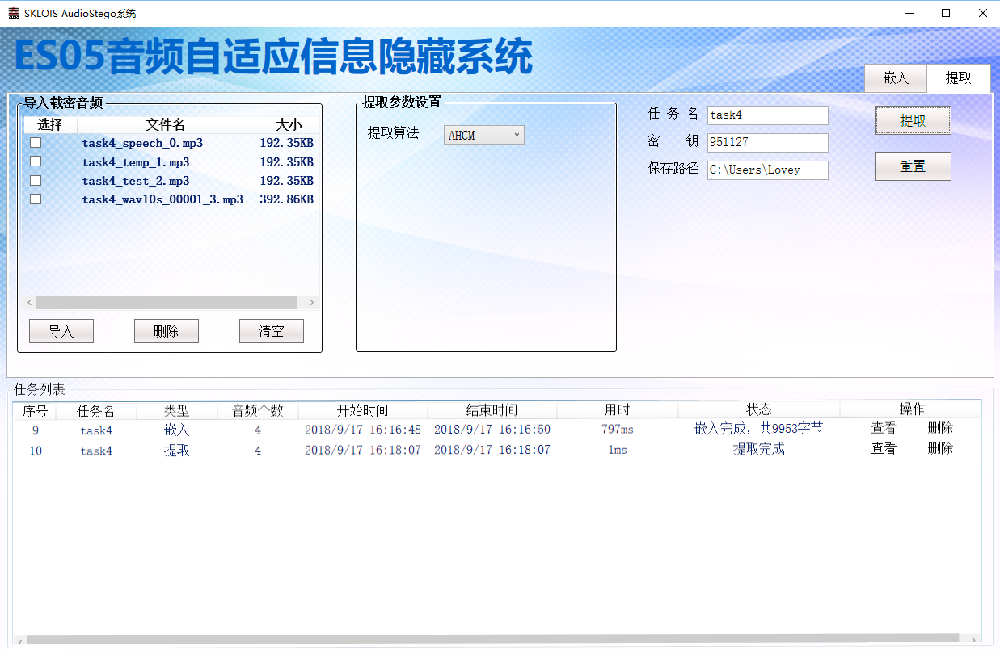 SKLOIS AudioStego系统
ES05音频自适应信息隐藏系统
嵌入 提取
导入载密音频
选择 文件名 大小
task4_speech_0.mp3 192.35KB
task4_temp_1.mp3 192.35KB
task4_test_2.mp3 192.35KB
task4_wav10s_00001_3.mp3 392.86KB
导入 删除 清空
提取参数设置
提取算法 AHCM
任务名 task4
密 钥 951127
保存路径 C:\Users\Lovey
提取
重置
任务列表
序号 任务名 类型 音频个数 开始时间 结束时间 用时 状态 操作
9 task4 嵌入 4 2018/9/17 16:16:48 2018/9/17 16:16:50 797ms 嵌入完成，共9953字节 查看 删除
10 task4 提取 4 2018/9/17 16:18:07 2018/9/17 16:18:07 1ms 提取完成 查看 删除